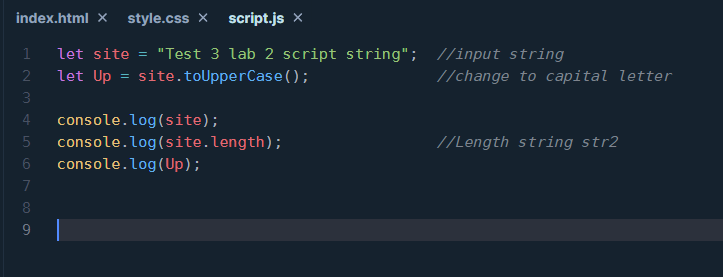 index.html × style.css × script.js ×
1 let site = "Test 3 lab 2 script string"; //input string
2 let Up = site.toUpperCase(); //change to capital letter
3
4 console.log(site);
5 console.log(site.length); //Length string str2
6 console.log(Up);
7
8
9